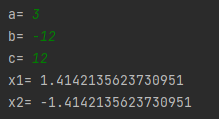 a= 3
b= -12
c= 12
x1= 1.4142135623730951
x2= -1.4142135623730951